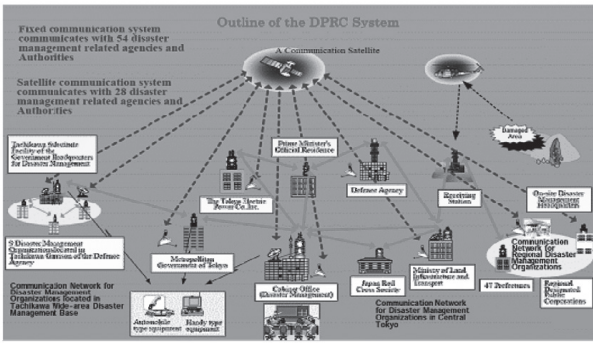 Outline of the DPRC System
Fixed communication system
communicates with 54 disaster
management related agencies and
Authorities
A Communication Satellite
Satellite communication system
communicates with 28 disaster
management related agencies and
Authorities
Damaged
Area
Tachikawa Substitute
Facility of the
Government Headquarters
for Disaster Management
Prime Minister's
Official Residence
The Tokyo Electric
Power Co.,Inc.
Defence Agency
Receiving
Station
On-site Disaster
Management
Headquarters
9 Disaster Management
Organizations located in
Tachikawa Garrison of the Defense
Agency
Metropolitan
Government of Tokyo
Cabinet Office
(Disaster Management)
Japan Red
Cross Society
Ministry of Land
Infrastructure and
Transport
Communication
Network for
Regional Disaster
Management
Organizations
47 Prefectures
Regional
Designated
Public
Corporations
Communication Network for
Disaster Management
Organizations located in
Tachikawa Wide-area Disaster
Management Base
Automobile
type equipment
Handy type
equipment
Communication Network
for Disaster Management
Organizations in Central
Tokyo